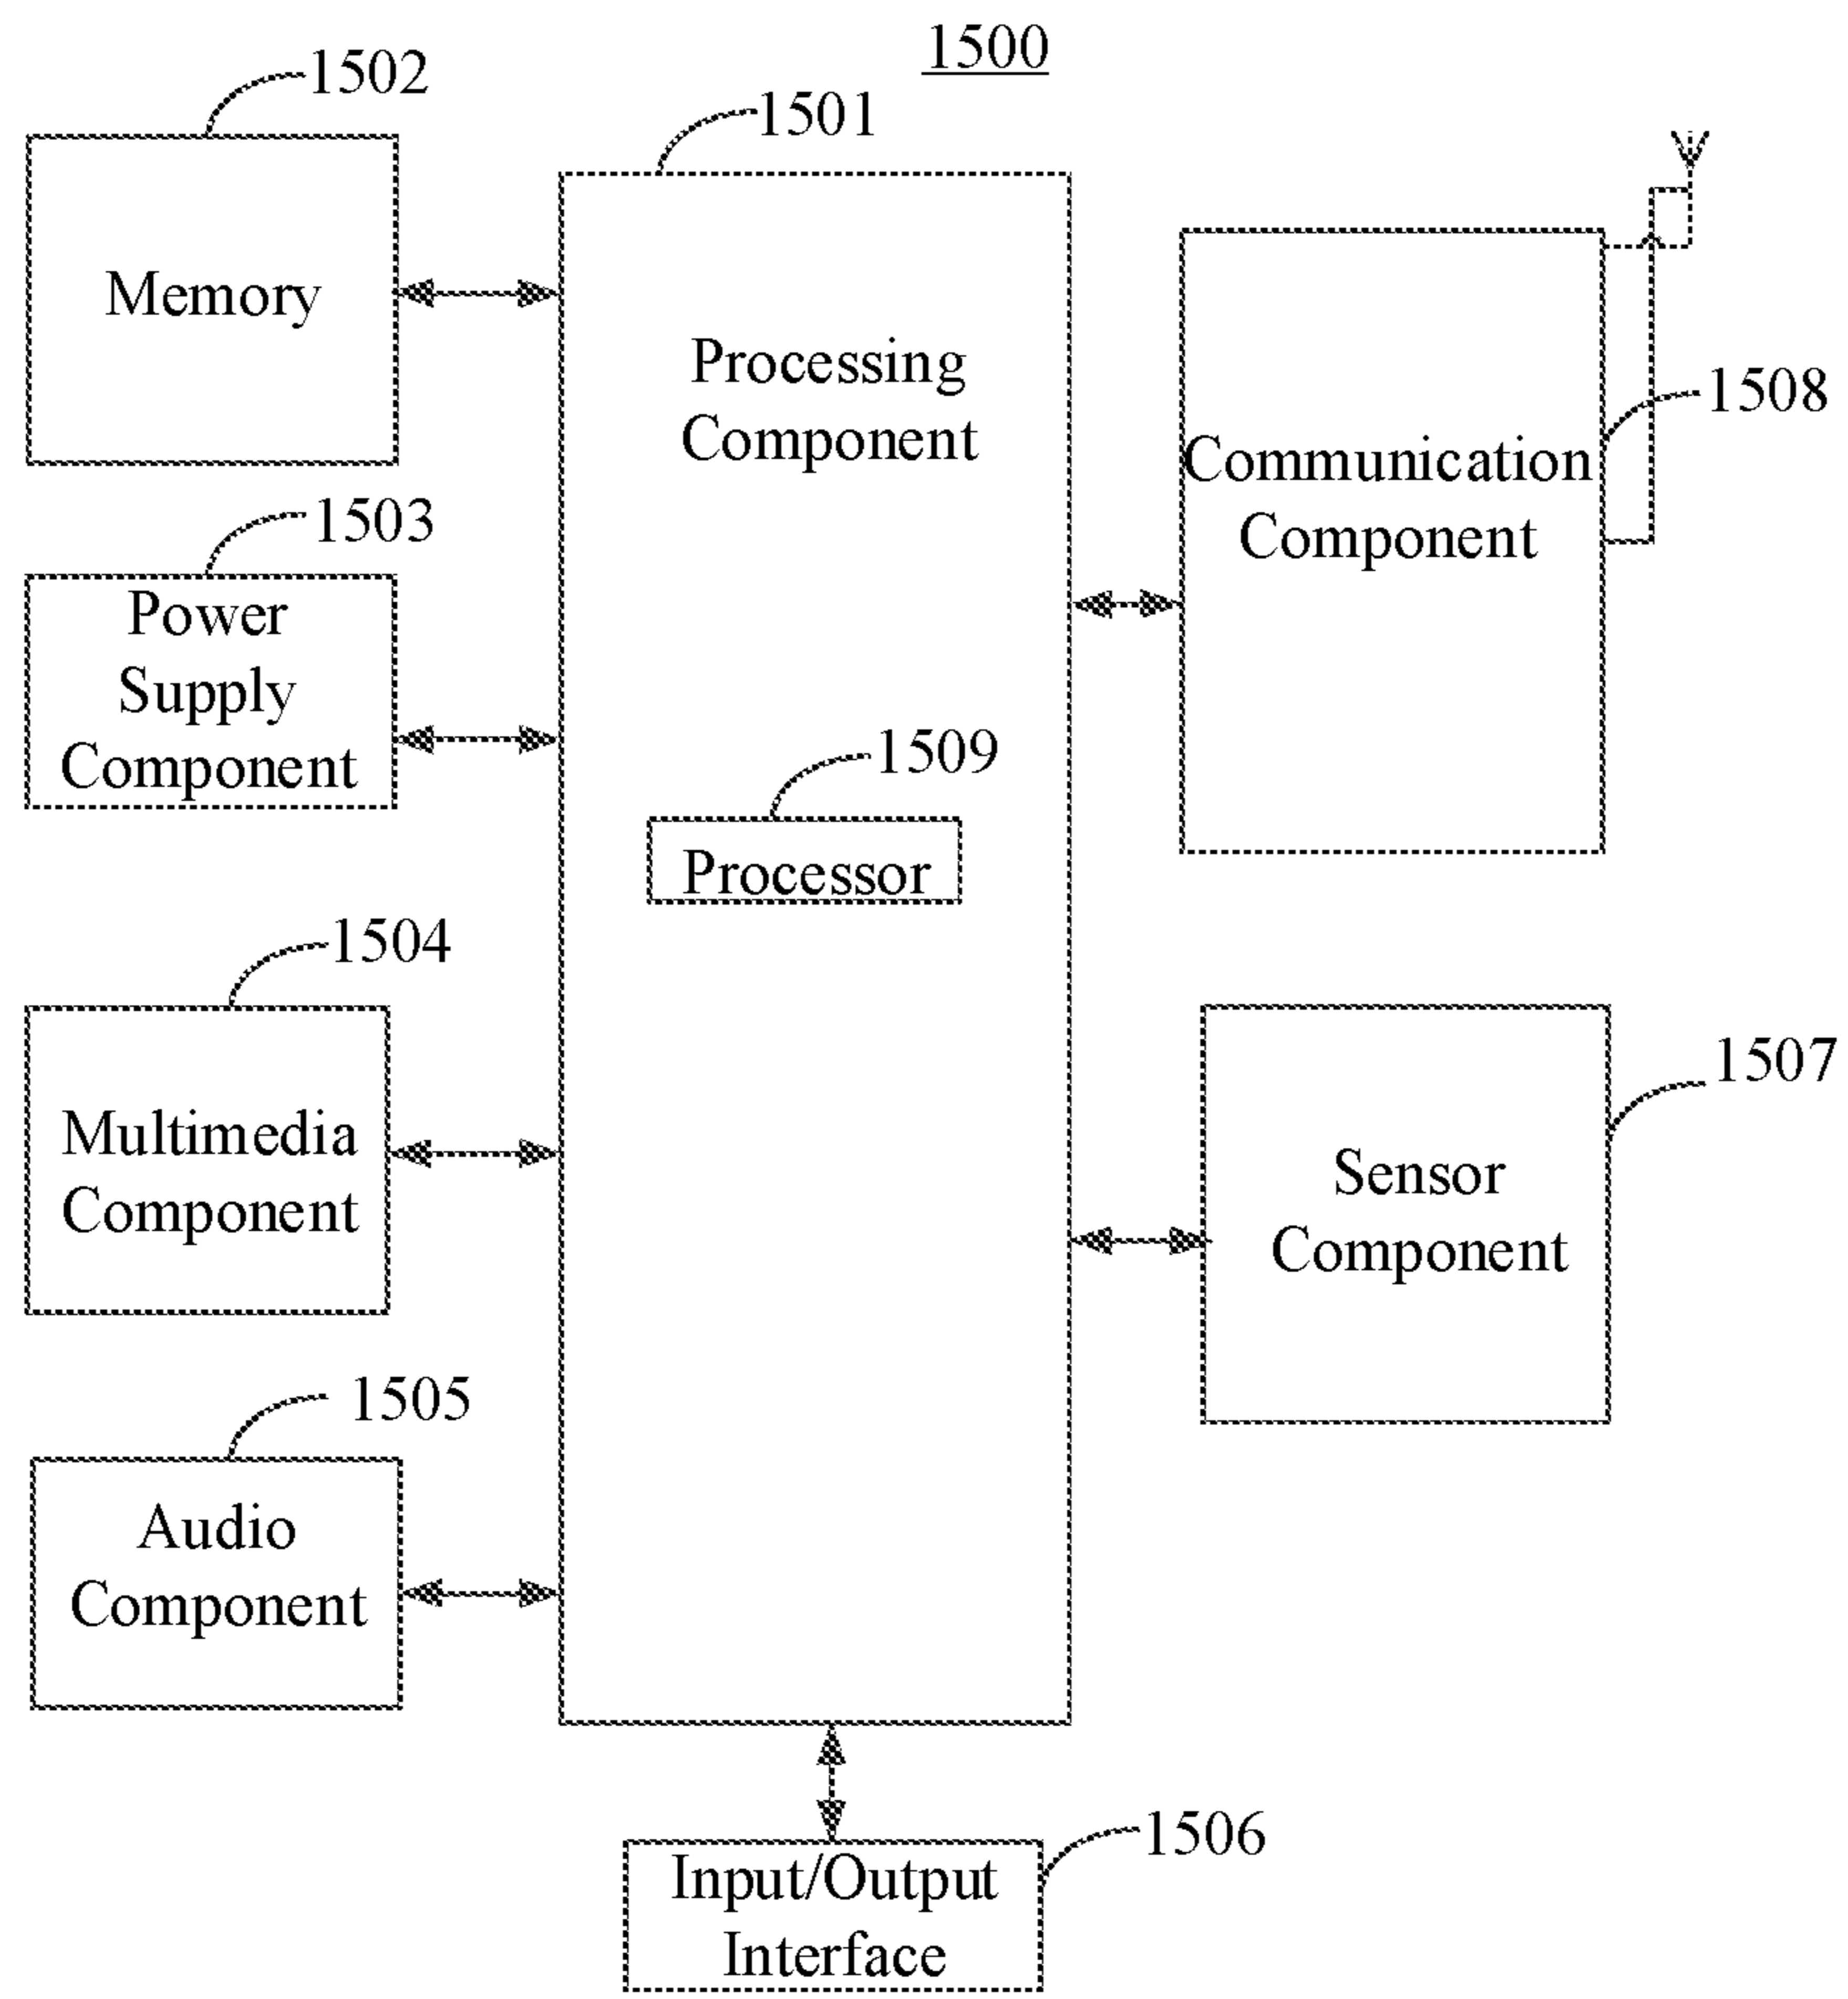 1500
1502
1501
Memory
Processing
Component
1508
Communication
Component
1503
Power
Supply
Component
1509
Processor
1504
Multimedia
Component
1507
Sensor
Component
1505
Audio
Component
1506
Input/Output
Interface